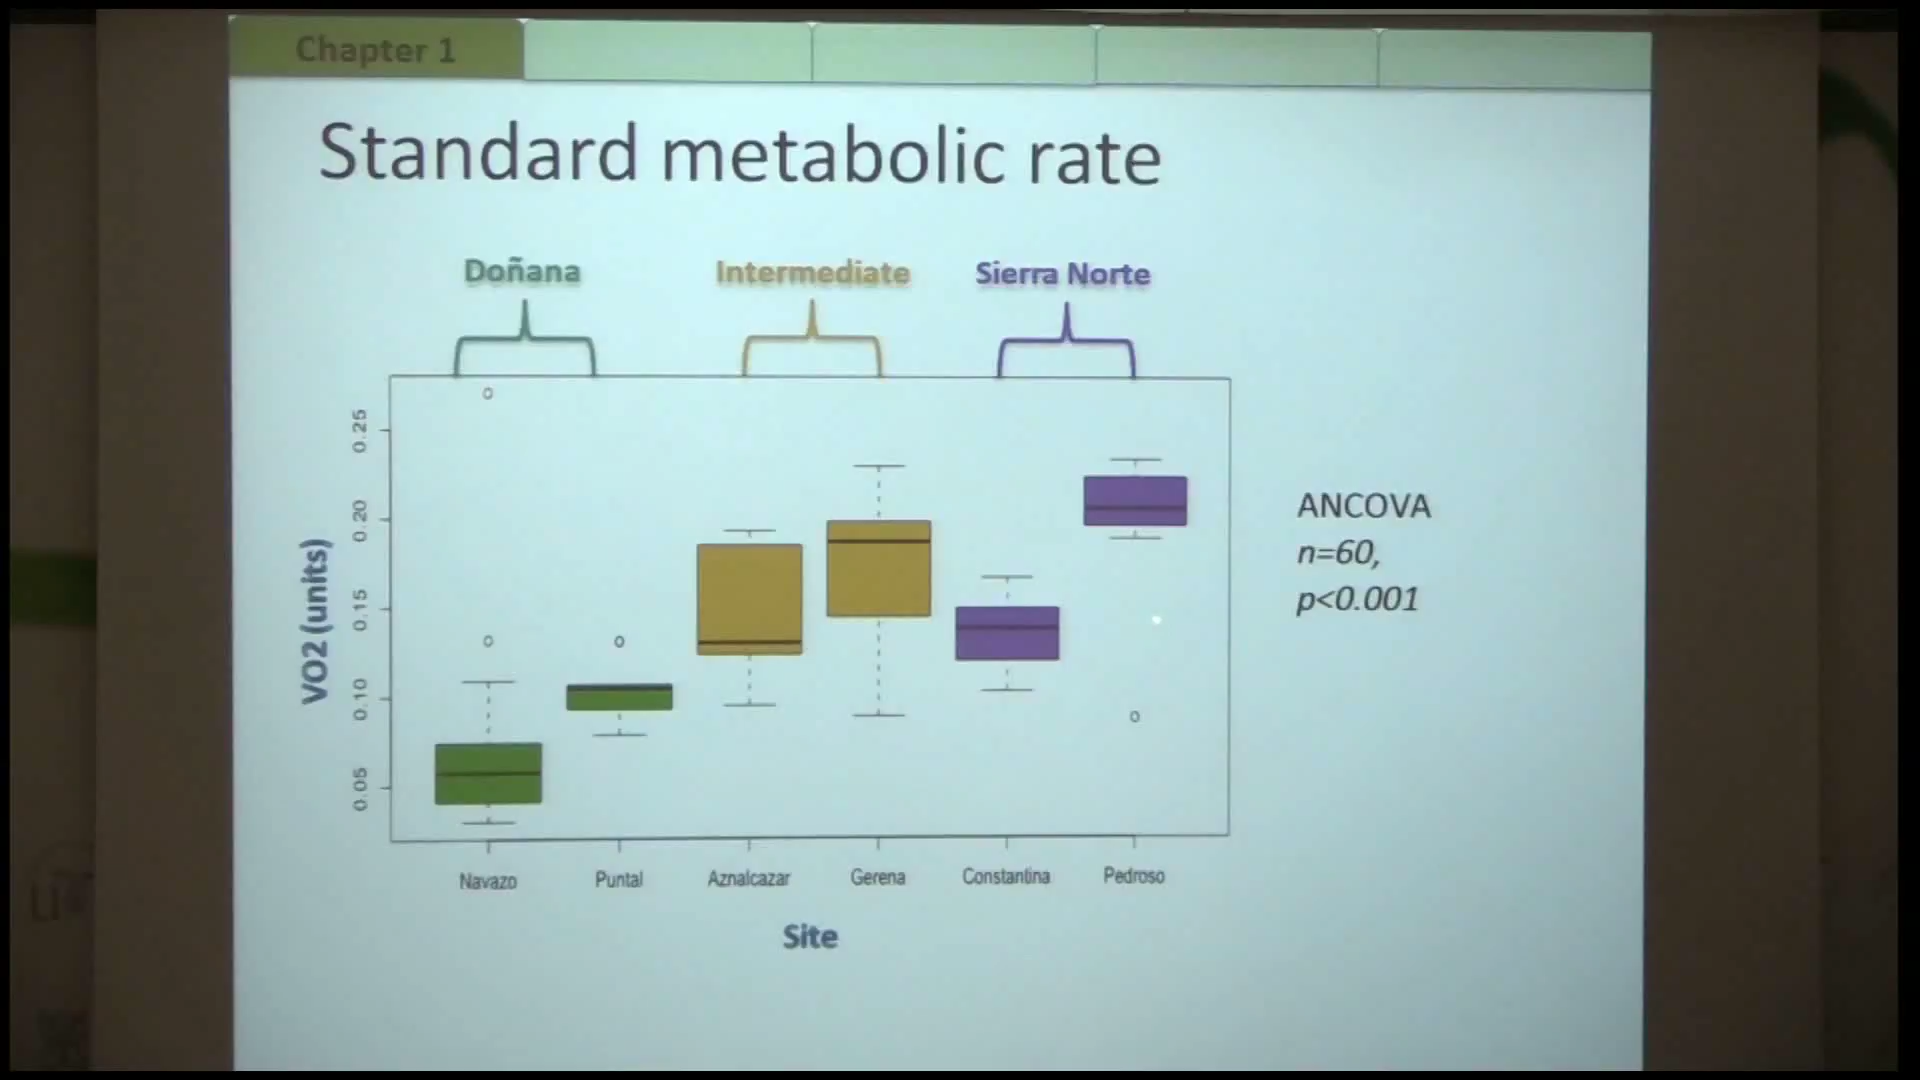 Chapter 1
Standard metabolic rate
Doñana
Intermediate
Sierra Norte
0.25
0.20
0.15
0.10
0.05
VO2 (units)
ANCOVA
n=60,
p<0.001
Navazo
Puntal
Aznalcazar
Gerena
Constantina
Pedroso
Site